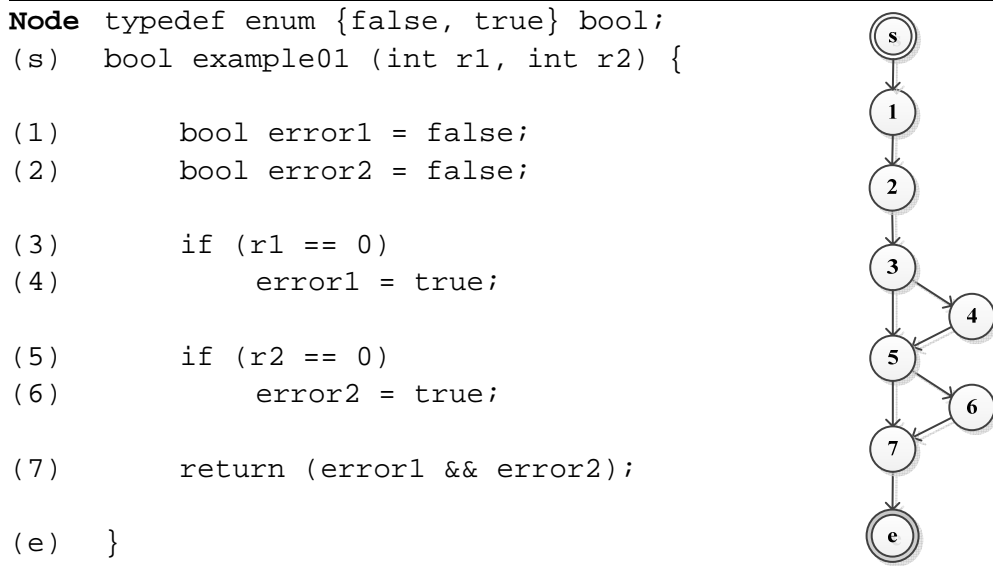 Node typedef enum {false, true} bool;
(s) bool example01 (int r1, int r2) {
(1) bool error1 = false;
(2) bool error2 = false;
(3) if (r1 == 0)
(4) error1 = true;
(5) if (r2 == 0)
(6) error2 = true;
(7) return (error1 && error2);
(e) }
s
1
2
3
4
5
6
7
e